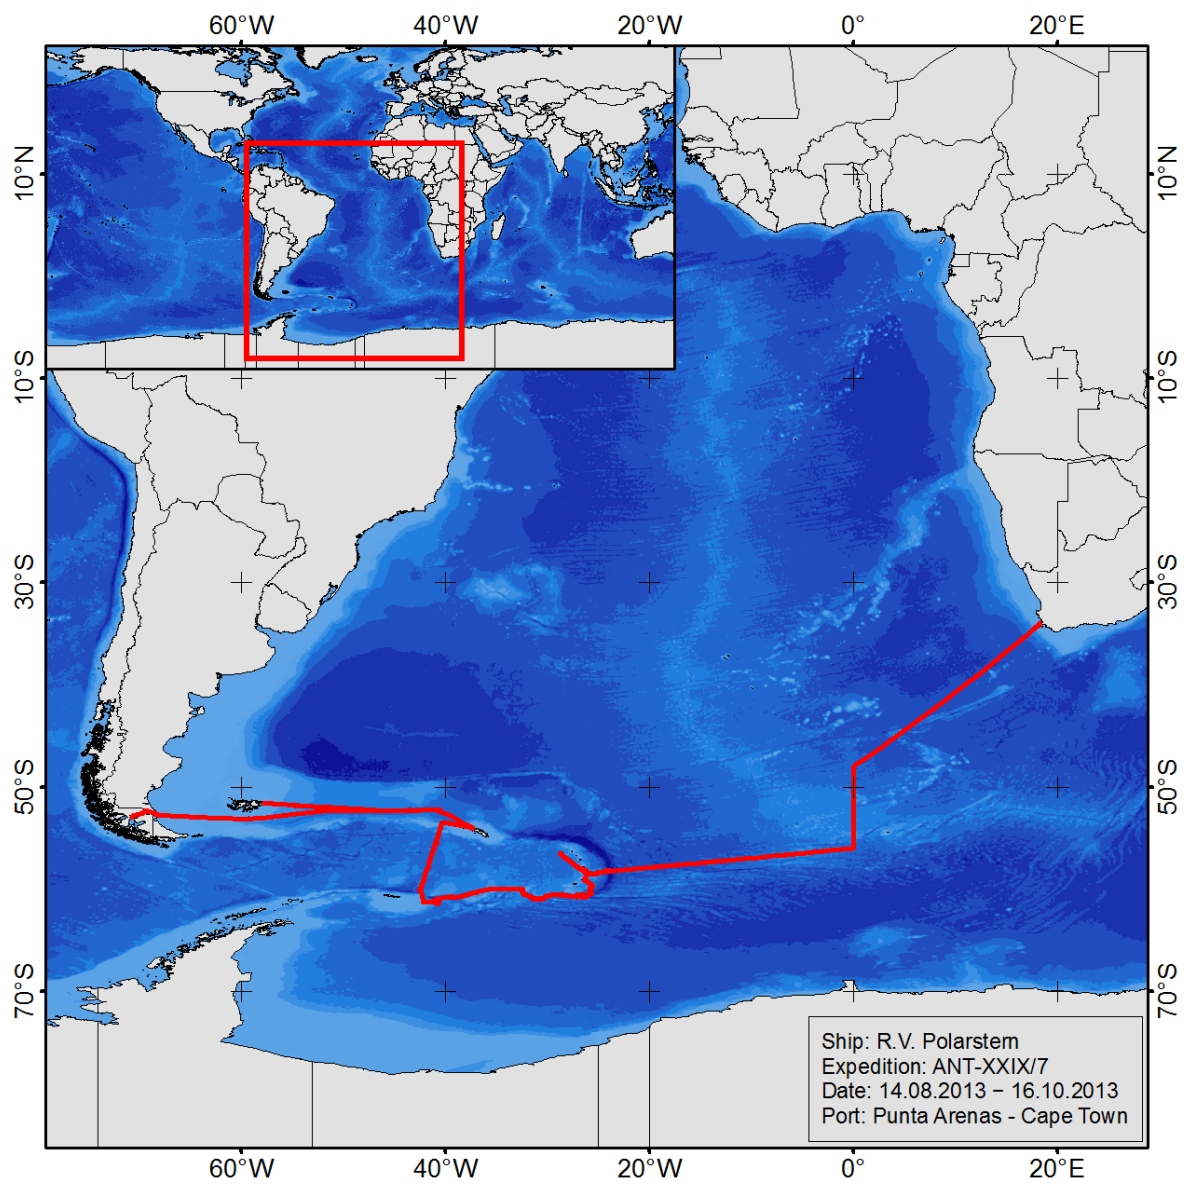 60°W 40°W 20°W 0° 20°E
10°N 10°N
10°S 10°S
30°S 30°S
50°S 50°S
70°S 70°S
Ship: R.V. Polarstern
Expedition: ANT-XXIX/7
Date: 14.08.2013 − 16.10.2013
Port: Punta Arenas - Cape Town
60°W 40°W 20°W 0° 20°E